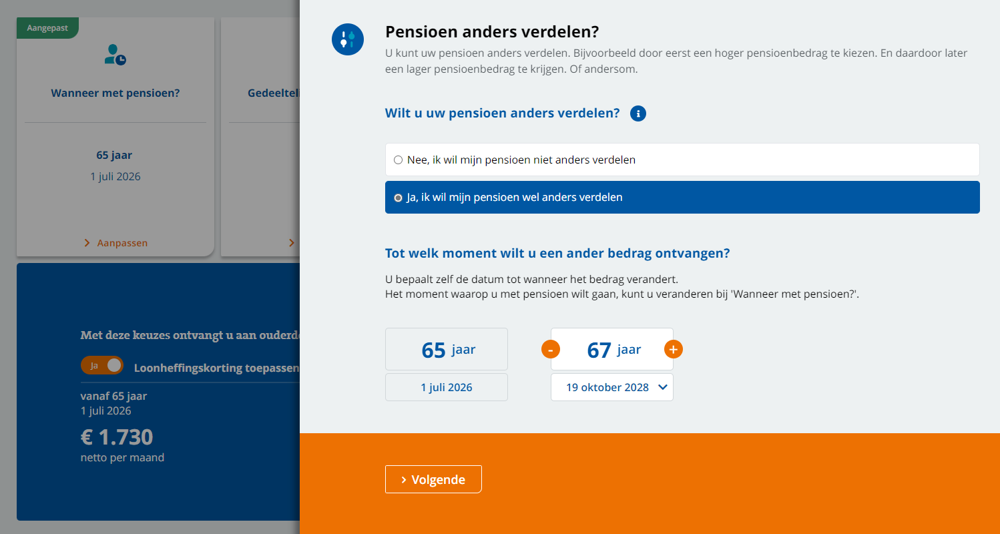 Aangepast
Wanneer met pensioen?
65 jaar
1 juli 2026
Aanpassen
Met deze keuzes ontvangt u aan
Ja
Loonheffingskorting toepassen
vanaf 65 jaar
1 juli 2026
€ 1.730
netto per maand
Pensioen anders verdelen?
U kunt uw pensioen anders verdelen. Bijvoorbeeld door eerst een hoger pensioenbedrag te kiezen. En daardoor later
een lager pensioenbedrag te krijgen. Of andersom.
Wilt u uw pensioen anders verdelen?
Nee, ik wil mijn pensioen niet anders verdelen
Ja, ik wil mijn pensioen wel anders verdelen
Tot welk moment wilt u een ander bedrag ontvangen?
U bepaalt zelf de datum tot wanneer het bedrag verandert.
Het moment waarop u met pensioen wilt gaan, kunt u veranderen bij 'Wanneer met pensioen?'.
65 jaar
- 67 jaar +
1 juli 2026
19 oktober 2028
Volgende